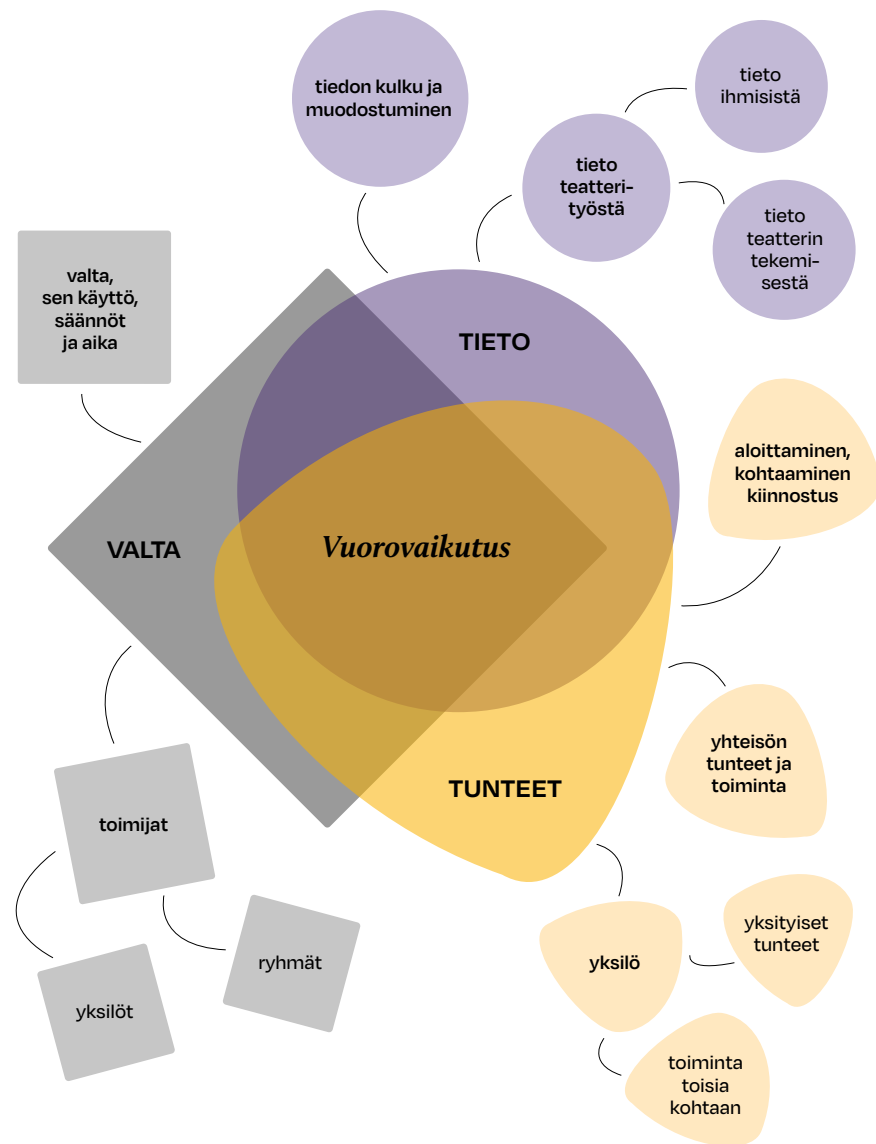 tiedon kulku ja
muodostuminen
tieto
ihmisistä
tieto
teatteri-
työstä
tieto
teatterin
tekemi-
sestä
valta,
sen käyttö,
säännöt
ja aika
TIETO
aloittaminen,
kohtaaminen
kiinnostus
VALTA
Vuorovaikutus
yhteisön
tunteet ja
toiminta
TUNTEET
toimijat
yksilö
yksityiset
tunteet
ryhmät
yksilöt
toiminta
toisia
kohtaan